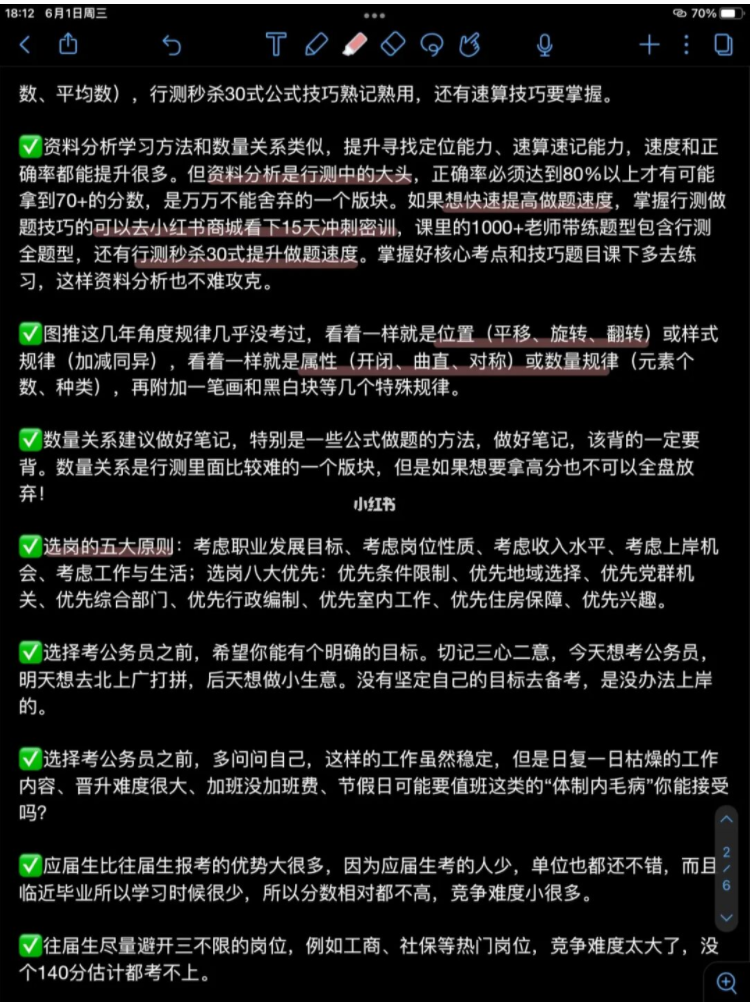 18:12 6月1日周三
70%
数、平均数），行测秒杀30式公式技巧熟记熟用，还有速算技巧要掌握。
✅资料分析学习方法和数量关系类似，提升寻找定位能力、速算速记能力，速度和正
确率都能提升很多。但资料分析是行测中的大头，正确率必须达到80%以上才有可能
拿到70+的分数，是万万不能舍弃的一个版块。如果想快速提高做题速度，掌握行测做
题技巧的可以去小红书商城看下15天冲刺密训，课里的1000+老师带练题型包含行测
全题型，还有行测秒杀30式提升做题速度。掌握好核心考点和技巧题目课下多去练
习，这样资料分析也不难攻克。
✅图推这几年角度规律几乎没考过，看着一样就是位置（平移、旋转、翻转）或样式
规律（加减同异），看着一样就是属性（开闭、曲直、对称）或数量规律（元素个
数、种类），再附加一笔画和黑白块等几个特殊规律。
✅数量关系建议做好笔记，特别是一些公式做题的方法，做好笔记，该背的一定要
背。数量关系是行测里面比较难的一个版块，但是如果想要拿高分也不可以全盘放
弃！
小红书
✅选岗的五大原则：考虑职业发展目标、考虑岗位性质、考虑收入水平、考虑上岸机
会、考虑工作与生活；选岗八大优先：优先条件限制、优先地域选择、优先党群机
关、优先综合部门、优先行政编制、优先室内工作、优先住房保障、优先兴趣。
✅选择考公务员之前，希望你能有个明确的目标。切记三心二意，今天想考公务员，
明天想去北上广打拼，后天想做小生意。没有坚定自己的目标去备考，是没办法上岸
的。
✅选择考公务员之前，多问问自己，这样的工作虽然稳定，但是日复一日枯燥的工作
内容、晋升难度很大、加班没加班费、节假日可能要值班这类的“体制内毛病”你能接受
吗？
✅应届生比往届生报考的优势大很多，因为应届生考的人少，单位也都还不错，而且
临近毕业所以学习时候很少，所以分数相对都不高，竞争难度小很多。
✅往届生尽量避开三不限的岗位，例如工商、社保等热门岗位，竞争难度太大了，没
个140分估计都考不上。
2
/
6